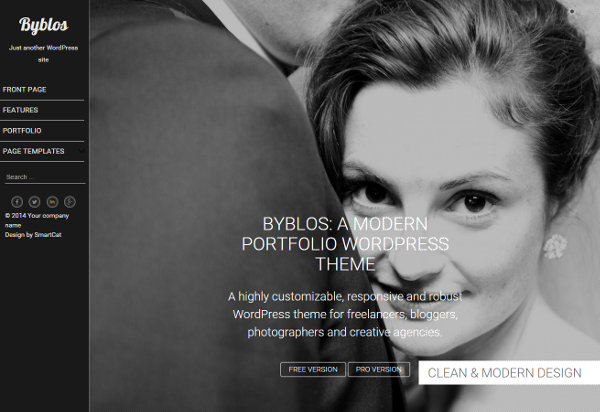 Byblos
Just another WordPress
site
FRONT PAGE
FEATURES
PORTFOLIO
PAGE TEMPLATES
Search ...
© 2014 Your company
name
Design by SmartCat
BYBLOS: A MODERN
PORTFOLIO WORDPRESS
THEME
A highly customizable, responsive and robust
WordPress theme for freelancers, bloggers,
photographers and creative agencies.
FREE VERSION PRO VERSION
CLEAN & MODERN DESIGN